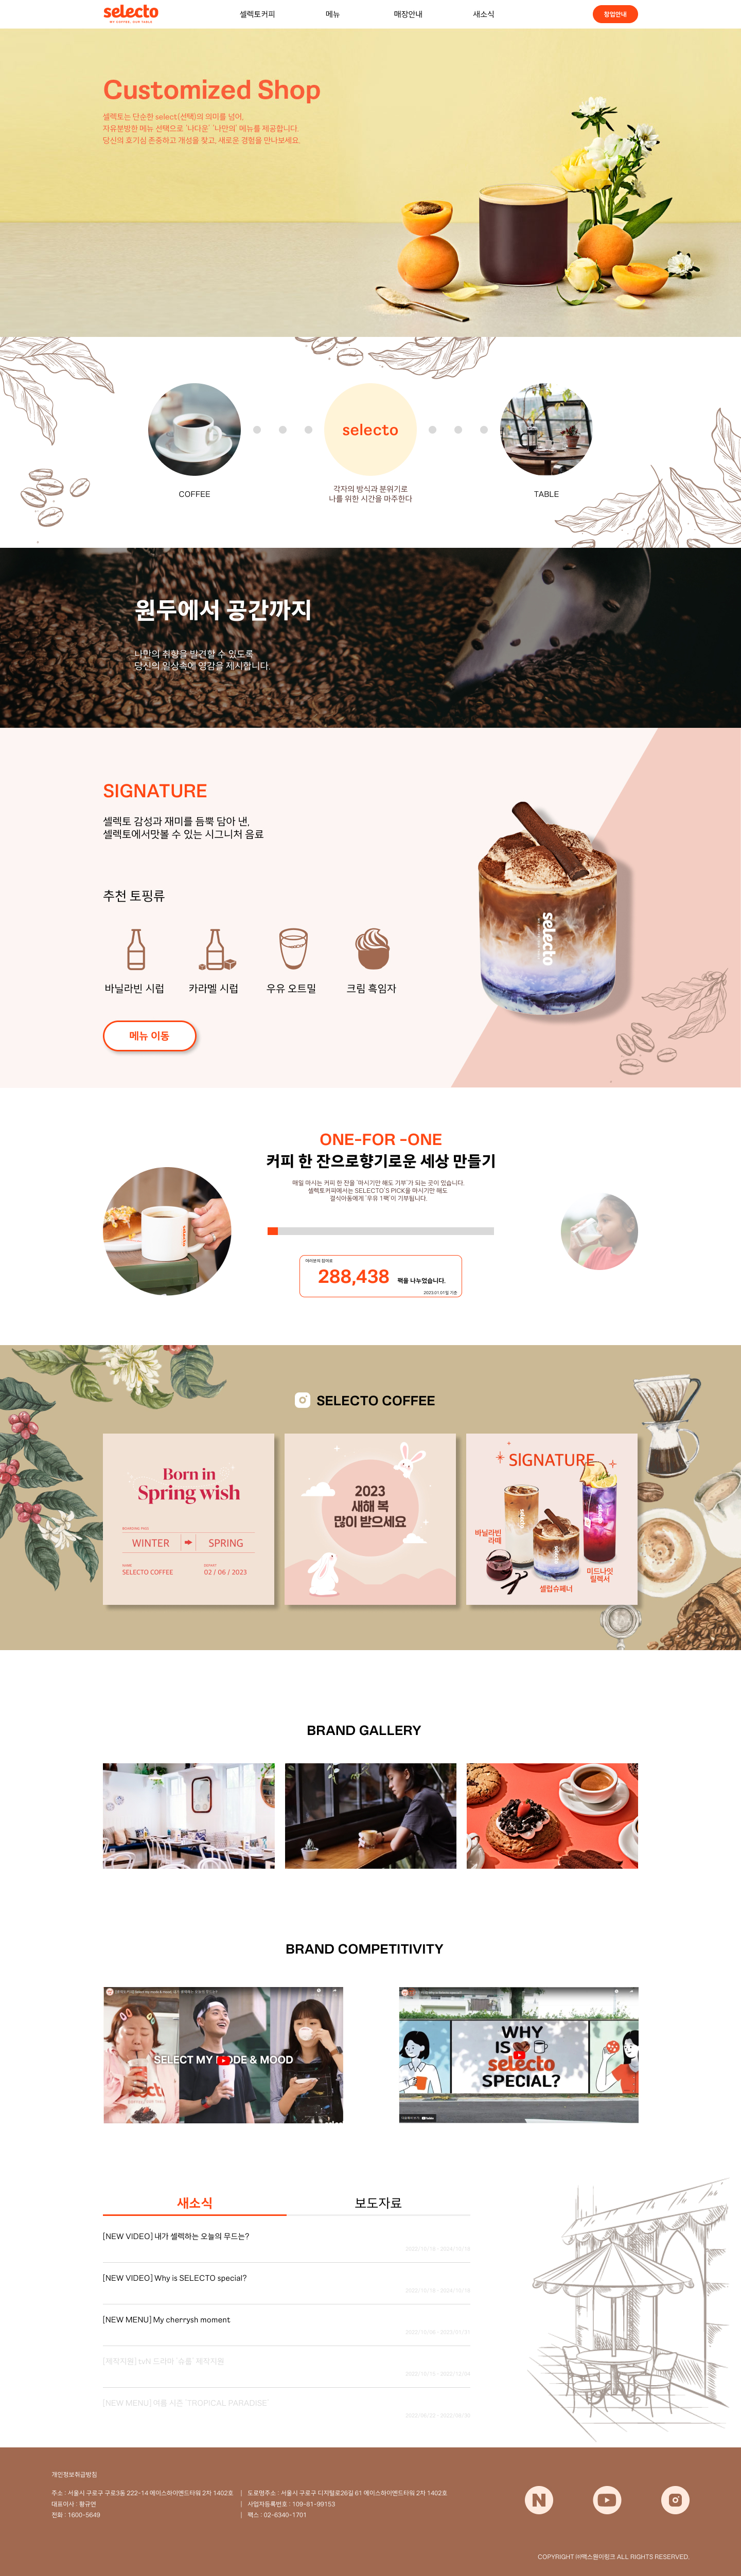 selecto
MY COFFEE, OUR TABLE
셀렉토커피
메뉴
매장안내
새소식
창업안내
Customized Shop
셀렉토는 단순한 select(선택)의 의미를 넘어,
자유분방한 메뉴 선택으로 '나다운' '나만의' 메뉴를 제공합니다.
당신의 호기심 존중하고 개성을 찾고, 새로운 경험을 만나보세요.
selecto
COFFEE
각자의 방식과 분위기로
나를 위한 시간을 마주한다
TABLE
원두에서 공간까지
나만의 취향을 발견할 수 있도록
당신의 일상속에 영감을 제시합니다.
SIGNATURE
셀렉토 감성과 재미를 듬뿍 담아 낸,
셀렉토에서맛볼 수 있는 시그니처 음료
추천 토핑류
바닐라빈 시럽
카라멜 시럽
우유 오트밀
크림 흑임자
메뉴 이동
selecto
ONE-FOR -ONE
커피 한 잔으로향기로운 세상 만들기
매일 마시는 커피 한 잔을 '마시기만 해도 기부'가 되는 곳이 있습니다.
셀렉토커피에서는 SELECTO'S PICK을 마시기만 해도
결식아동에게 '우유 1팩'이 기부됩니다.
여러분의 참여로
288,438 팩을 나누었습니다.
2023.01.01일 기준
SELECTO COFFEE
Born in
Spring wish
WINTER
SPRING
SELECTO COFFEE
02 / 06 / 2023
2023
새해 복
많이 받으세요
SIGNATURE
바닐라빈
라떼
셀럽슈페너
미드나잇
릴렉서
BRAND GALLERY
BRAND COMPETITIVITY
SELECT MY MODE & MOOD
WHY
IS
selecto
SPECIAL?
새소식
보도자료
[NEW VIDEO] 내가 셀렉하는 오늘의 무드는?
[NEW VIDEO] Why is SELECTO special?
[NEW MENU] My cherrysh moment
[제작지원] tvN 드라마 '슈룹' 제작지원
[NEW MENU] 여름 시즌 'TROPICAL PARADISE'
개인정보취급방침
주소 : 서울시 구로구 구로3동 222-14 에이스하이엔드타워 2차 1402호 | 도로명주소 : 서울시 구로구 디지털로26길 61 에이스하이엔드타워 2차 1402호
대표이사 : 황규연 | 사업자등록번호 : 109-81-99153
전화 : 1600-5649 | 팩스 : 02-6340-1701
N
COPYRIGHT ㈜맥스원이링크 ALL RIGHTS RESERVED.